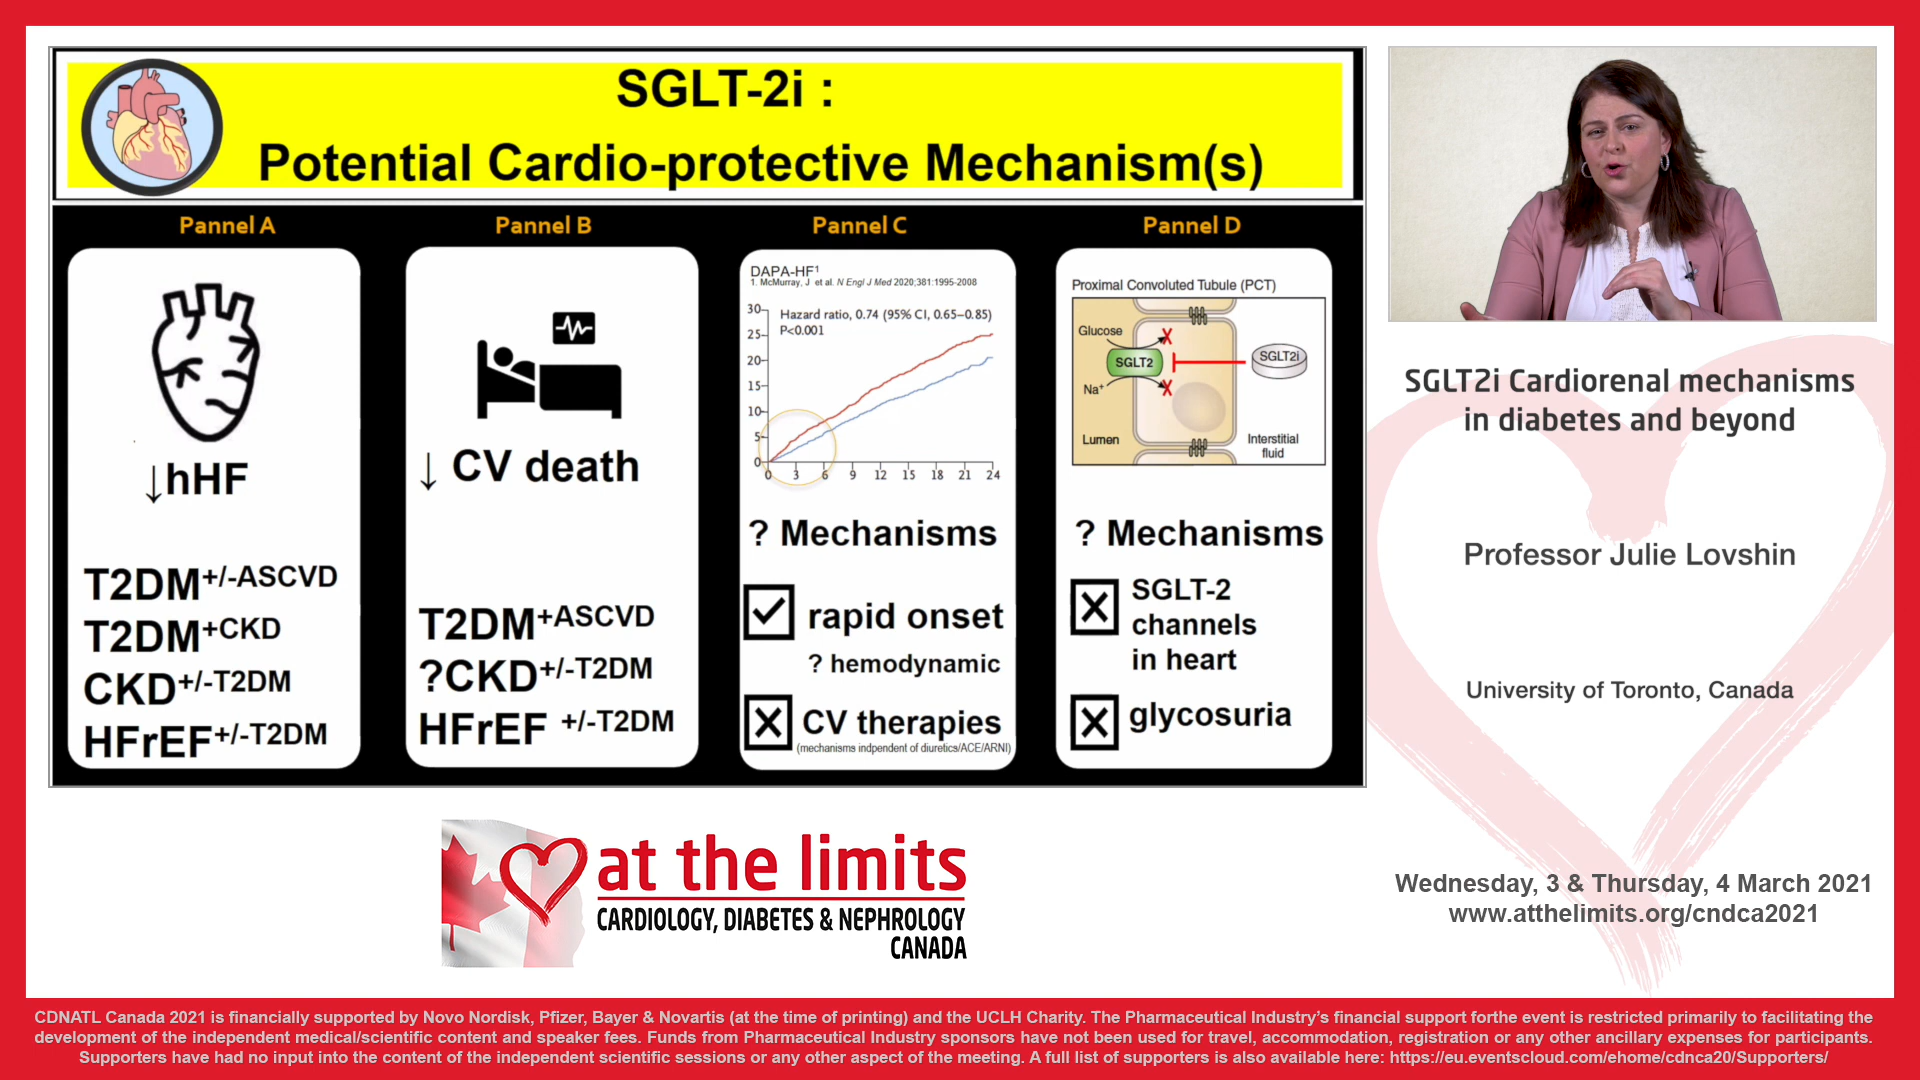 SGLT-2i :
Potential Cardio-protective Mechanism(s)
Pannel A
↓hHF
T2DM+/-ASCVD
T2DM+CKD
CKD+/-T2DM
HFrEF+/-T2DM
Pannel B
↓ CV death
T2DM+ASCVD
?CKD+/-T2DM
HFrEF +/-T2DM
Pannel C
DAPA-HF¹
1. McMurray, J et al. N Engl J Med 2020;381:1995-2008
Hazard ratio, 0.74 (95% CI, 0.65–0.85)
P<0.001
30
25
20
15
10
5
0
0 3 6 9 12 15 18 21 24
? Mechanisms
rapid onset
? hemodynamic
CV therapies
(mechanisms indpendent of diuretics/ACE/ARNI)
Pannel D
Proximal Convoluted Tubule (PCT)
Glucose
SGLT2
SGLT2i
Na+
Lumen
Interstitial
fluid
? Mechanisms
SGLT-2
channels
in heart
glycosuria
SGLT2i Cardiorenal mechanisms
in diabetes and beyond
Professor Julie Lovshin
University of Toronto, Canada
Wednesday, 3 & Thursday, 4 March 2021
www.atthelimits.org/cndca2021
at the limits
CARDIOLOGY, DIABETES & NEPHROLOGY
CANADA
CDNATL Canada 2021 is financially supported by Novo Nordisk, Pfizer, Bayer & Novartis (at the time of printing) and the UCLH Charity. The Pharmaceutical Industry's financial support forthe event is restricted primarily to facilitating the
development of the independent medical/scientific content and speaker fees. Funds from Pharmaceutical Industry sponsors have not been used for travel, accommodation, registration or any other ancillary expenses for participants.
Supporters have had no input into the content of the independent scientific sessions or any other aspect of the meeting. A full list of supporters is also available here: https://eu.eventscloud.com/ehome/cdnca20/Supporters/